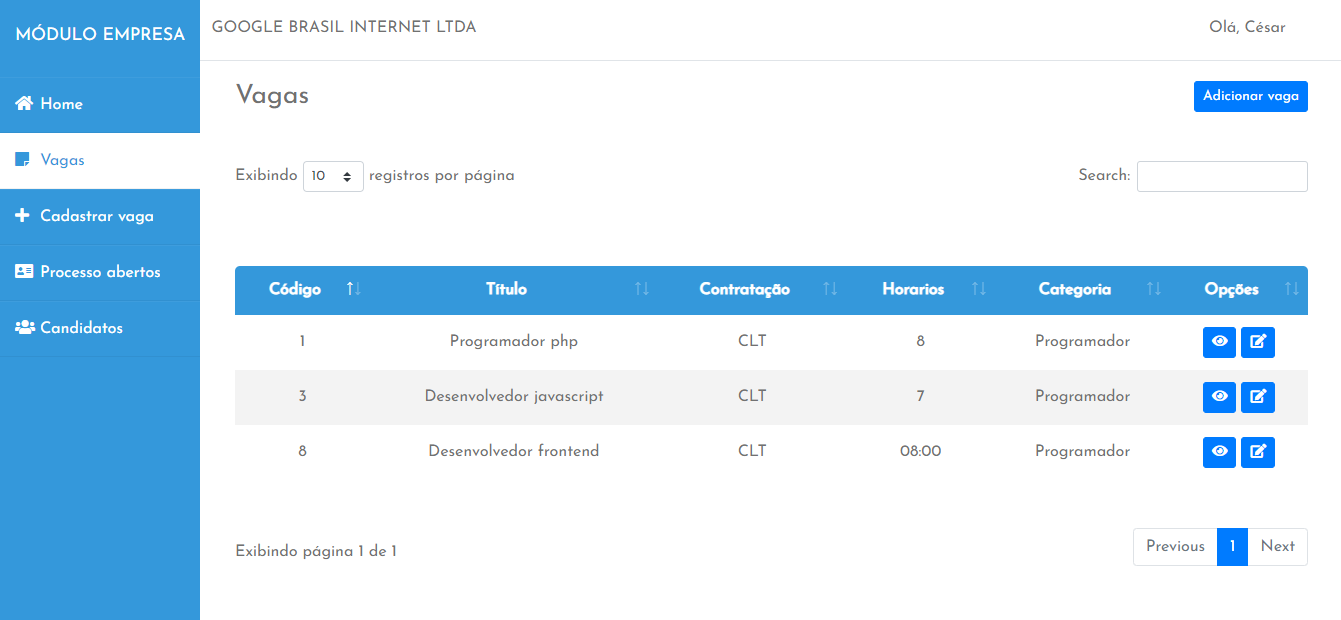 MÓDULO EMPRESA
GOOGLE BRASIL INTERNET LTDA
Olá, César
Home
Vagas
Cadastrar vaga
Processo abertos
Candidatos
Vagas
Adicionar vaga
Exibindo 10 registros por página
Search:
Código Título Contratação Horarios Categoria Opções
1 Programador php CLT 8 Programador
3 Desenvolvedor javascript CLT 7 Programador
8 Desenvolvedor frontend CLT 08:00 Programador
Exibindo página 1 de 1
Previous 1 Next